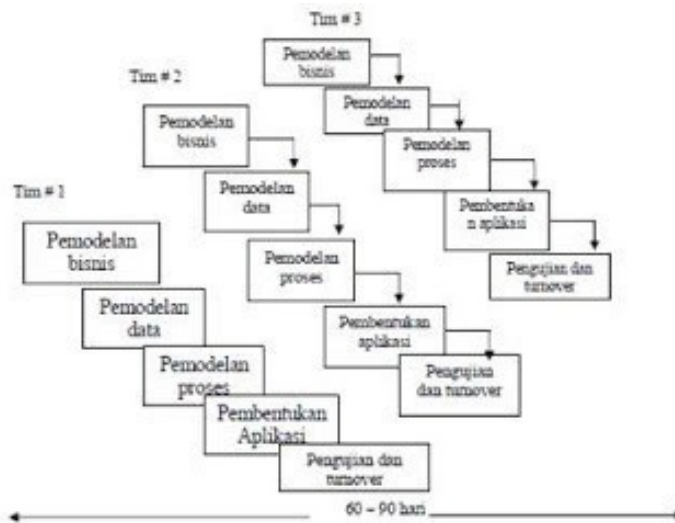 Tim # 3
Pemodelan
bisnis
Pemodelan
data
Pemodelan
proses
Pembentuka
n aplikasi
Pengujian dan
turnover
Tim # 2
Pemodelan
bisnis
Pemodelan
data
Pemodelan
proses
Pembentukan
aplikasi
Pengujian
dan turnover
Tim # 1
Pemodelan
bisnis
Pemodelan
data
Pemodelan
proses
Pembentukan
Aplikasi
Pengujian dan
turnover
60 – 90 hari